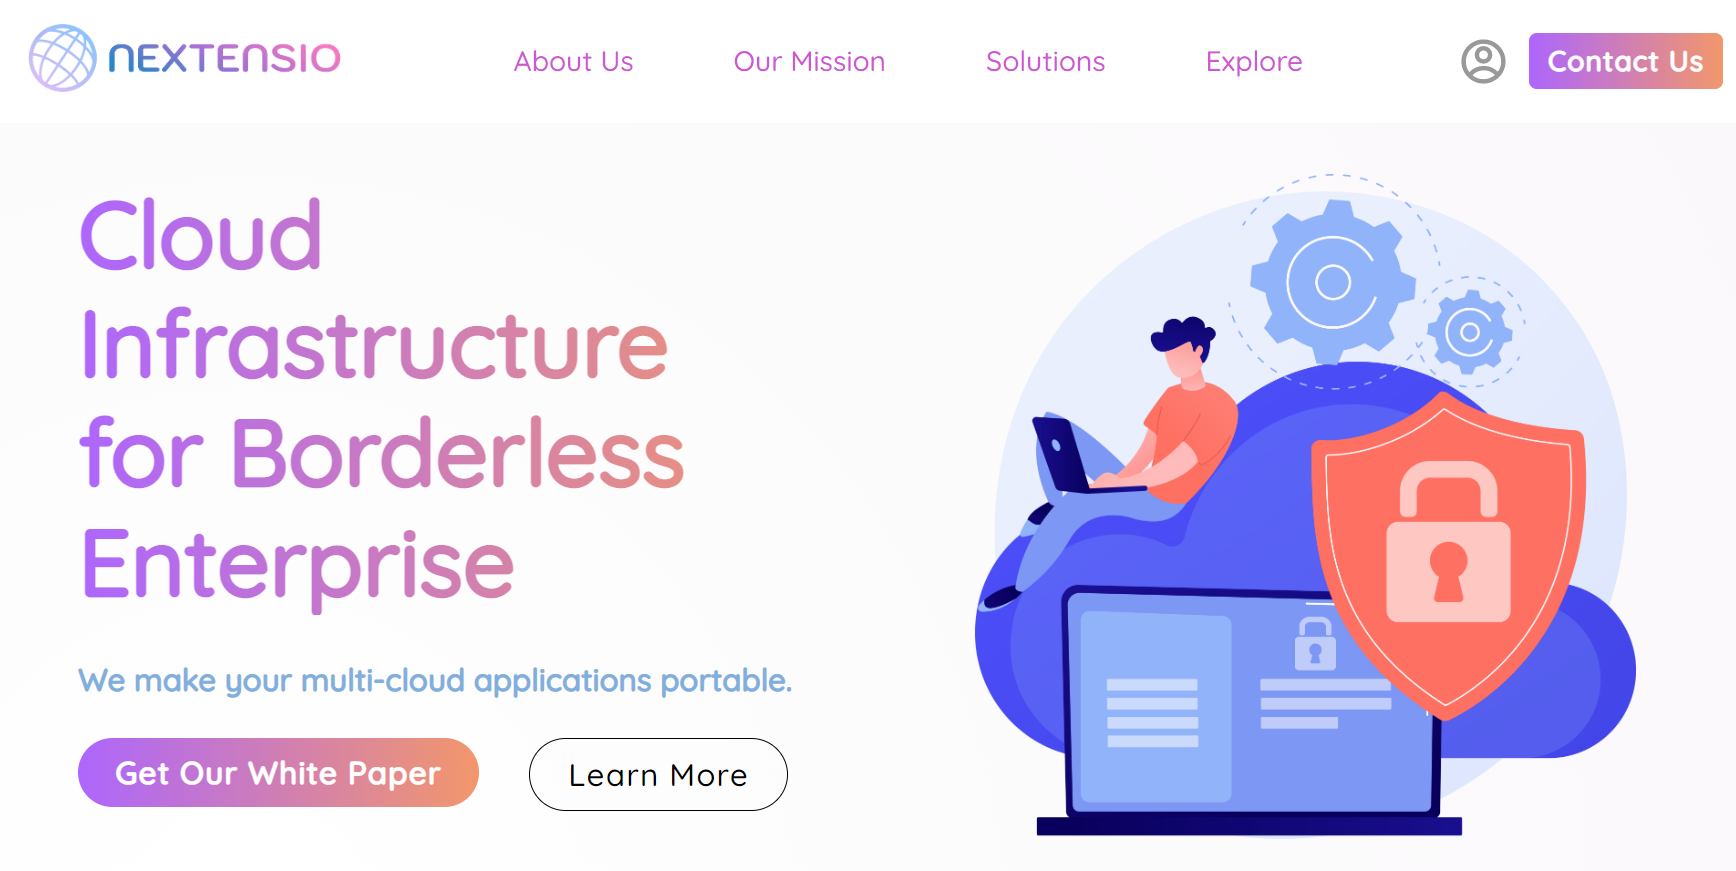 NEXTENSIO
About Us
Our Mission
Solutions
Explore
Contact Us
Cloud
Infrastructure
for Borderless
Enterprise
We make your multi-cloud applications portable.
Get Our White Paper
Learn More